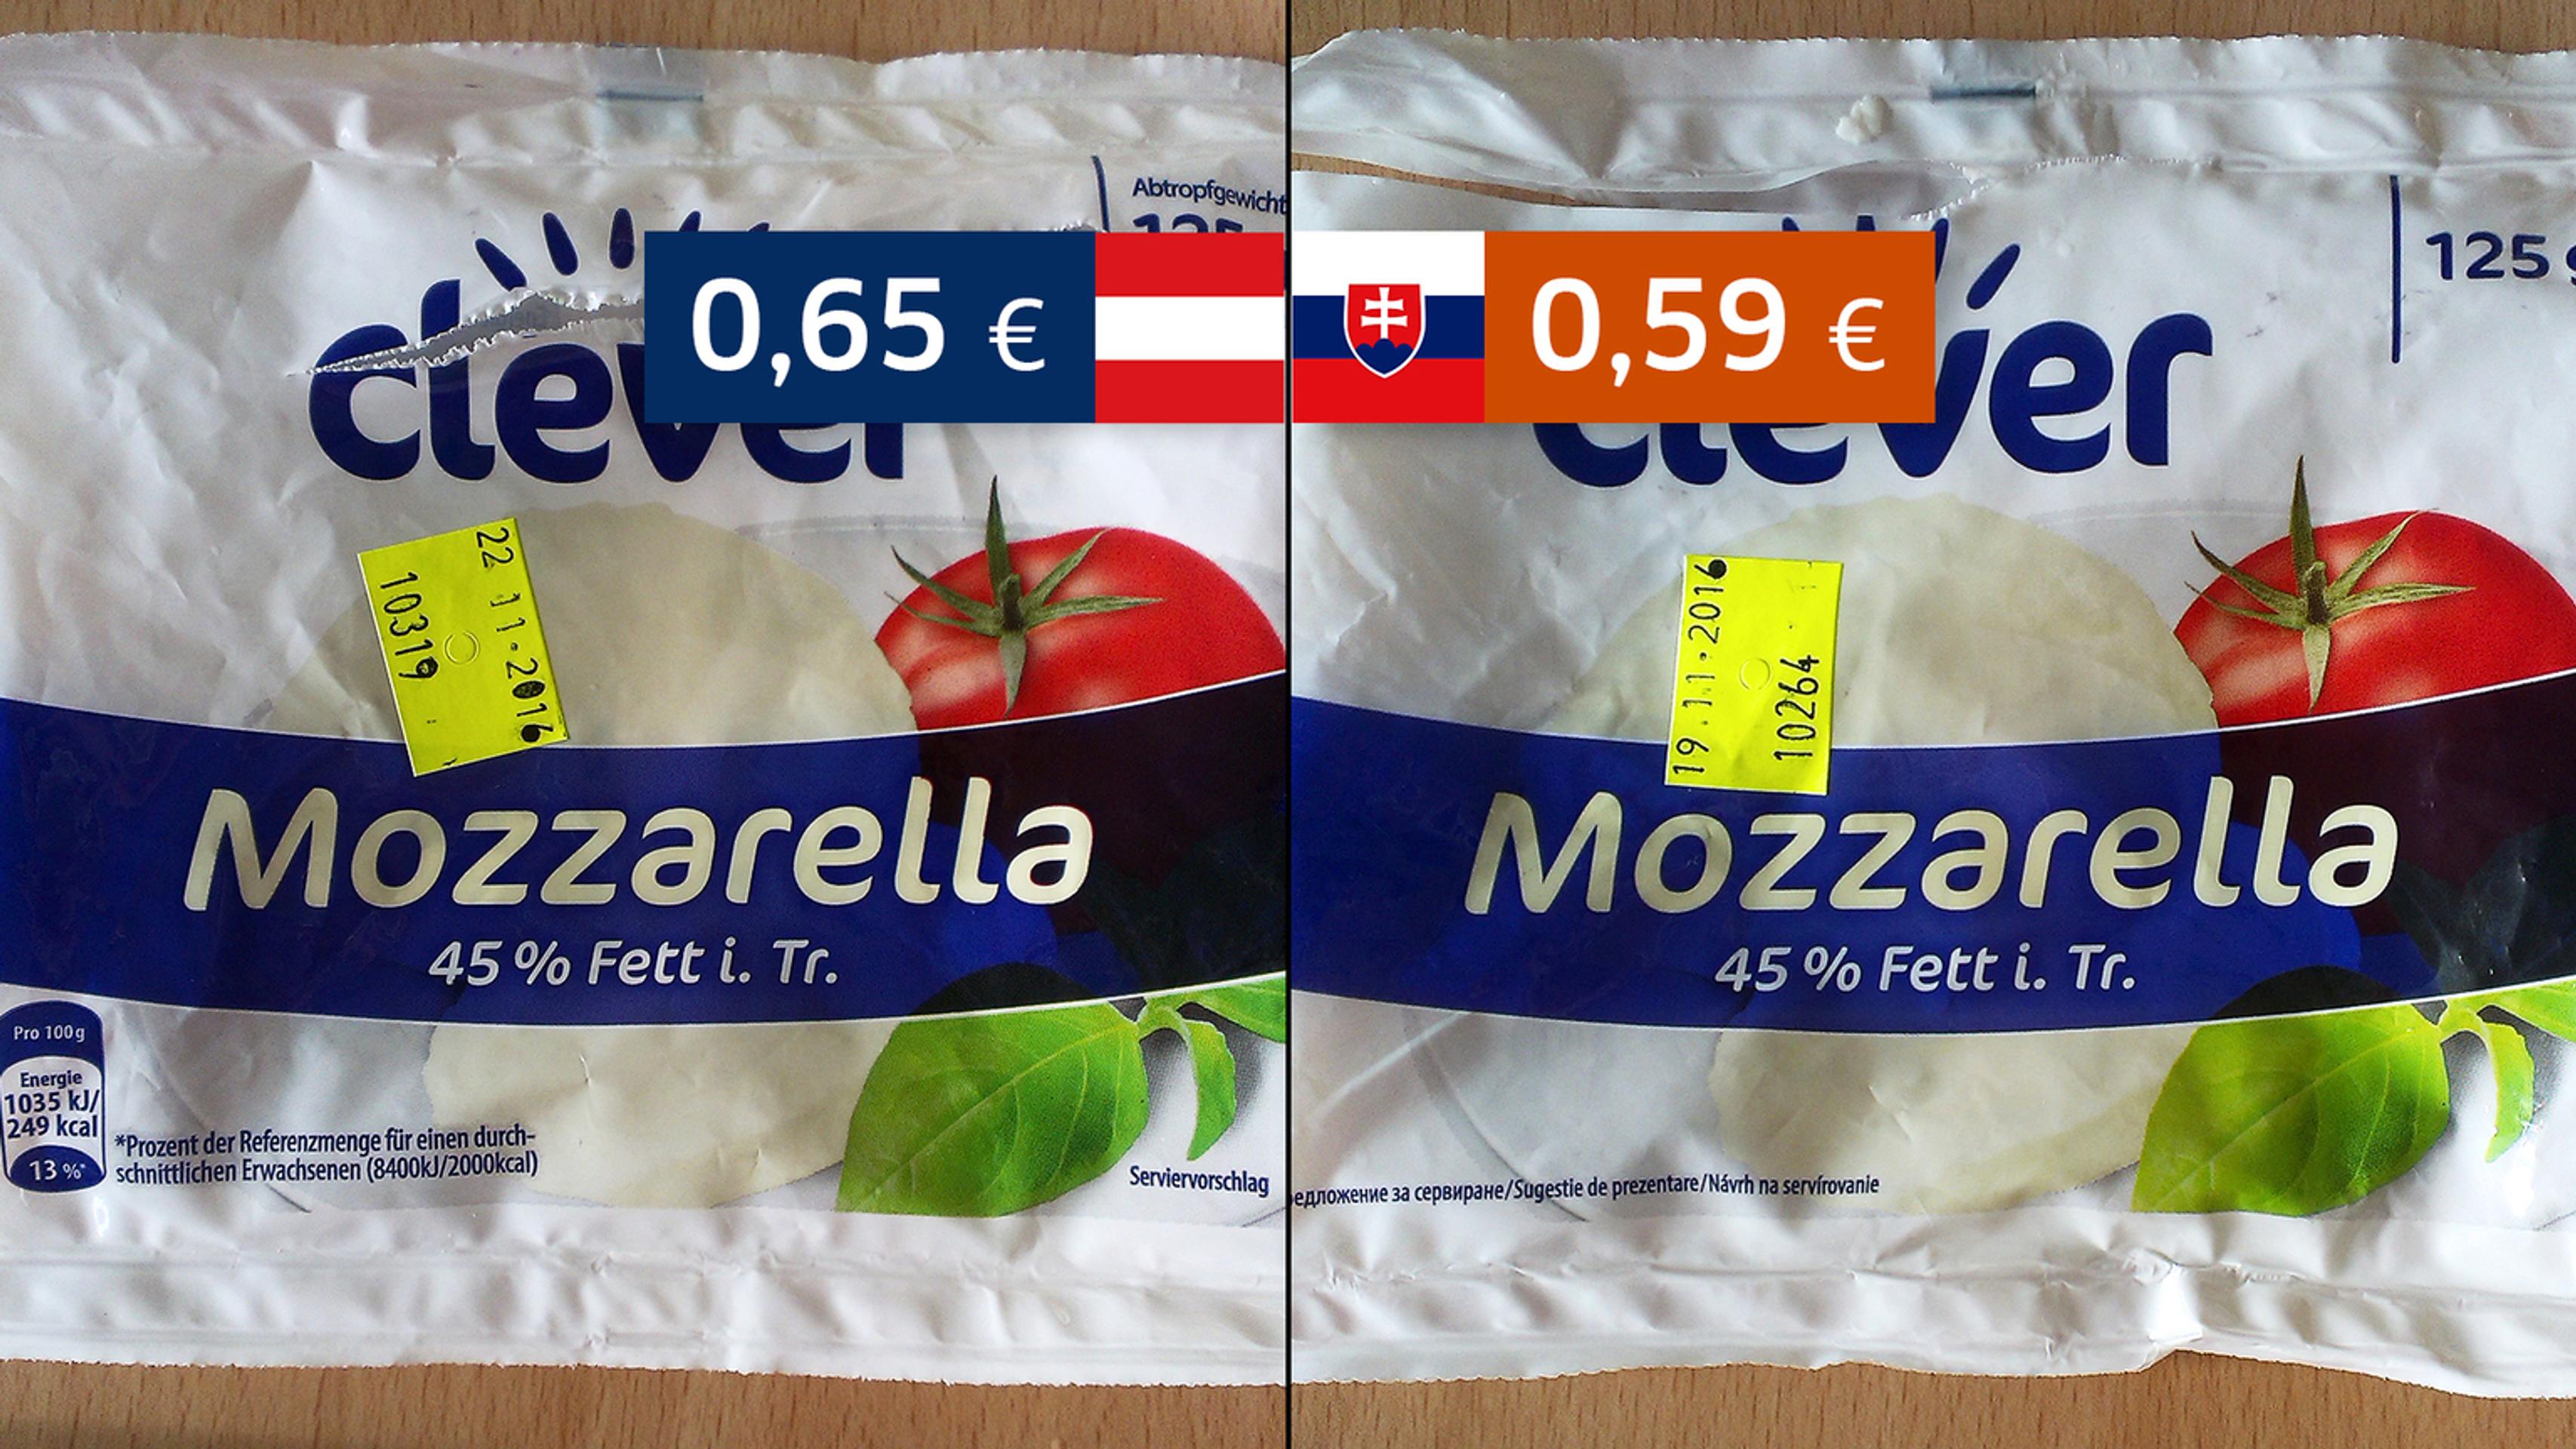 Abtropfgewicht
125
clever
0,65 €
22 11.2016
10319
Mozzarella
45 % Fett i. Tr.
Pro 100g
Energie
1035 kJ/
249 kcal
13 %*
*Prozent der Referenzmenge für einen durch-
schnittlichen Erwachsenen (8400kJ/2000kcal)
Serviervorschlag
0,59 €
clever
125 g
19.11.2016
10264
Mozzarella
45 % Fett i. Tr.
за сервиране/Sugestie de prezentare/Návrh na servírovanie